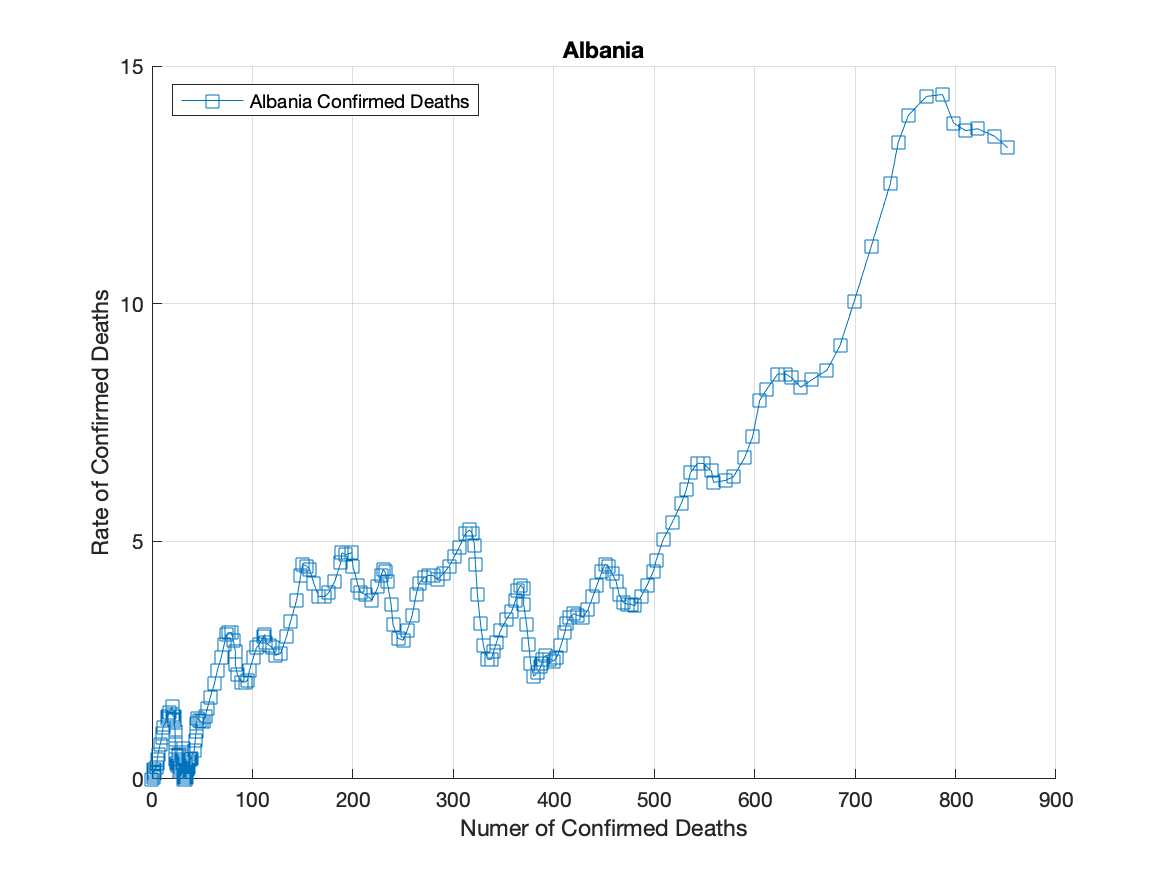 Albania
Albania Confirmed Deaths
15
10
5
0
Rate of Confirmed Deaths
0 100 200 300 400 500 600 700 800 900
Numer of Confirmed Deaths